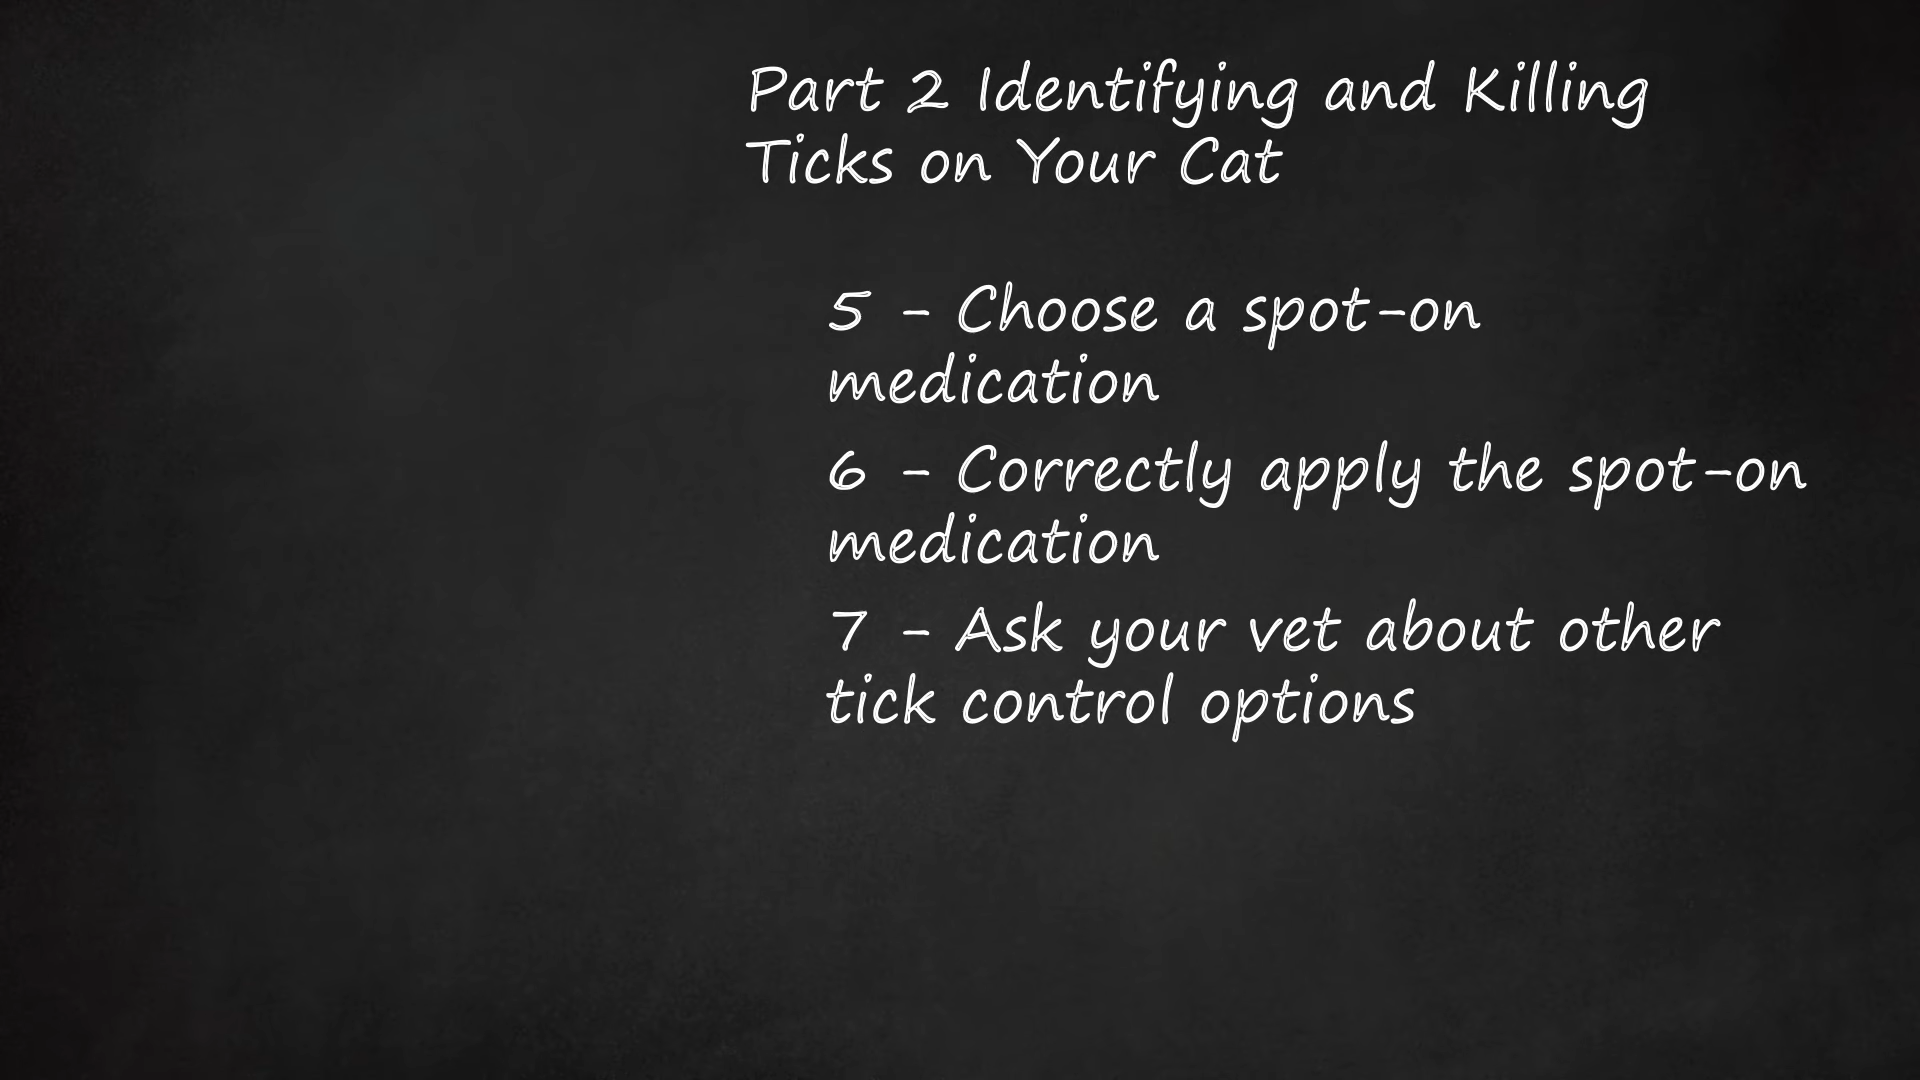 Part 2 Identifying and Killing
Ticks on Your Cat
5 - Choose a spot-on
medication
6 - Correctly apply the spot-on
medication
7 - Ask your vet about other
tick control options